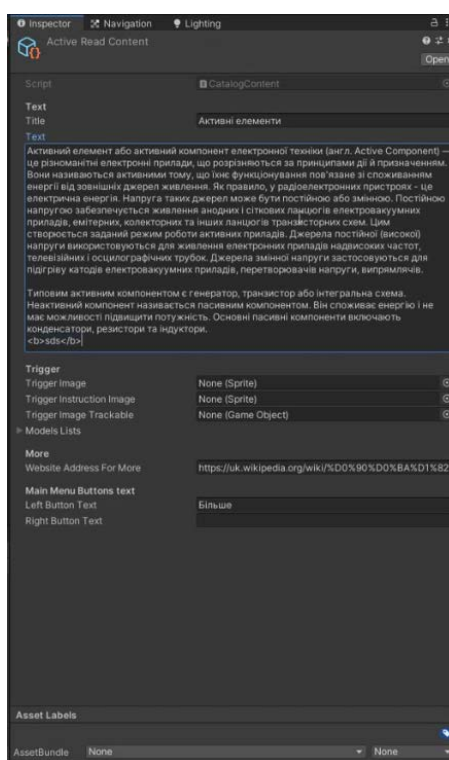 Inspector Navigation Lighting
Active Read Content
Open
Script CatalogContent
Text
Title Активні елементи
Text
Активний елемент або активний компонент електронної техніки (англ. Active Component) —
це різноманітні електронні прилади, що розрізняються за принципами дії й призначенням.
Вони називаються активними тому, що їхнє функціонування пов'язане зі споживанням
енергії від зовнішніх джерел живлення. Як правило, у радіоелектронних пристроях - це
електрична енергія. Напруга таких джерел може бути постійною або змінною. Постійною
напругою забезпечується живлення анодних і сіткових ланцюгів електровакуумних
приладів, емітерних, колекторних та інших ланцюгів транзисторних схем. Цим
створюється заданий режим роботи активних приладів. Джерела постійної (високої)
напруги використовуються для живлення електронних приладів надвисоких частот,
телевізійних і осцилографічних трубок. Джерела змінної напруги застосовуються для
підігріву катодів електровакуумних приладів, перетворювачів напруги, випрямлячів.
Типовим активним компонентом є генератор, транзистор або інтегральна схема.
Неактивний компонент називається пасивним компонентом. Він споживає енергію і не
має можливості підвищити потужність. Основні пасивні компоненти включають
конденсатори, резистори та індуктори.
<b>sds</b>
Trigger
Trigger Image None (Sprite)
Trigger Instruction Image None (Sprite)
Trigger Image Trackable None (Game Object)
Models Lists
More
Website Address For More https://uk.wikipedia.org/wiki/%D0%90%D0%BA%D1%82
Main Menu Buttons text
Left Button Text Більше
Right Button Text
Asset Labels
AssetBundle None None